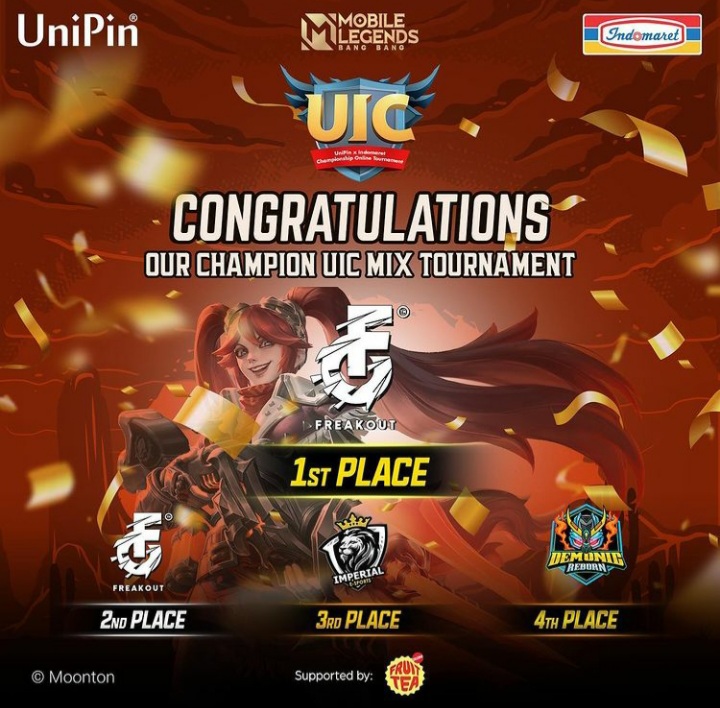 UniPin®
MOBILE
LEGENDS
BANG BANG
Indomaret
UIC
UniPin x Indomaret
Championship Online Tournament
CONGRATULATIONS
OUR CHAMPION UIC MIX TOURNAMENT
©
FREAKOUT
1ST PLACE
FREAKOUT
IMPERIAL
ESPORTS
DEMONIC
REBORN
2ND PLACE
3RD PLACE
4TH PLACE
© Moonton
Supported by:
FRUIT
TEA